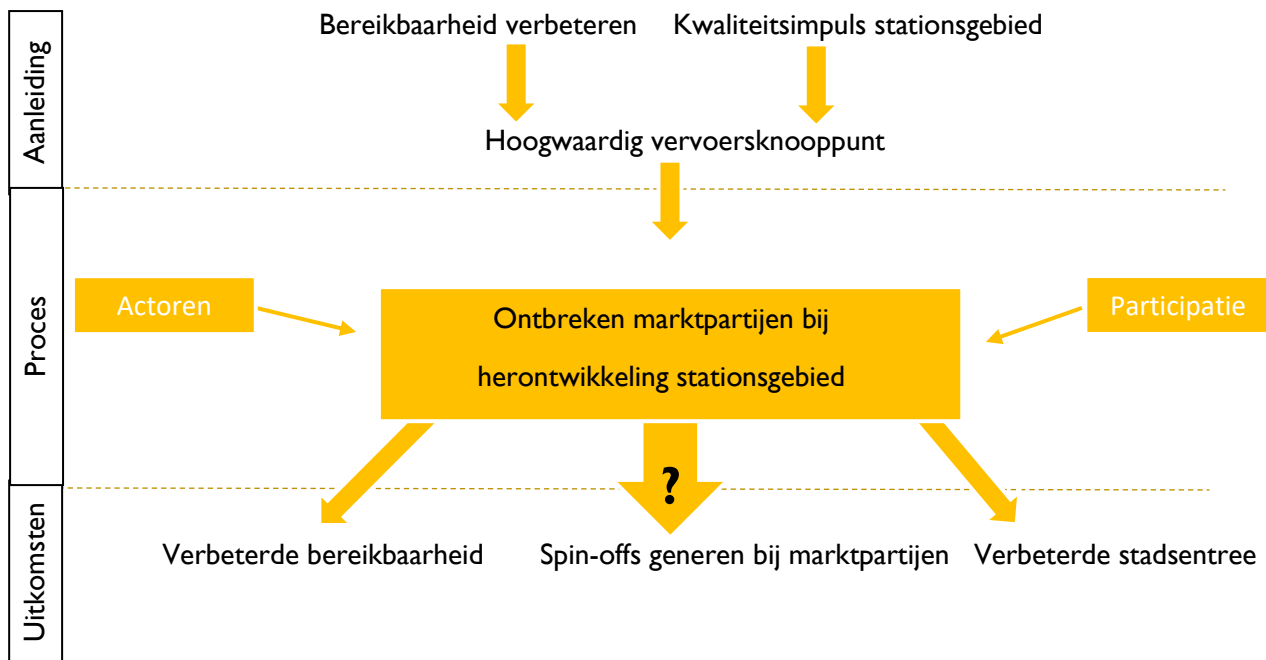 Aanleiding
Bereikbaarheid verbeteren
Kwaliteitsimpuls stationsgebied
Hoogwaardig vervoersknooppunt
Proces
Actoren
Ontbreken marktpartijen bij
herontwikkeling stationsgebied
Participatie
?
Uitkomsten
Verbeterde bereikbaarheid
Spin-offs generen bij marktpartijen
Verbeterde stadsentree